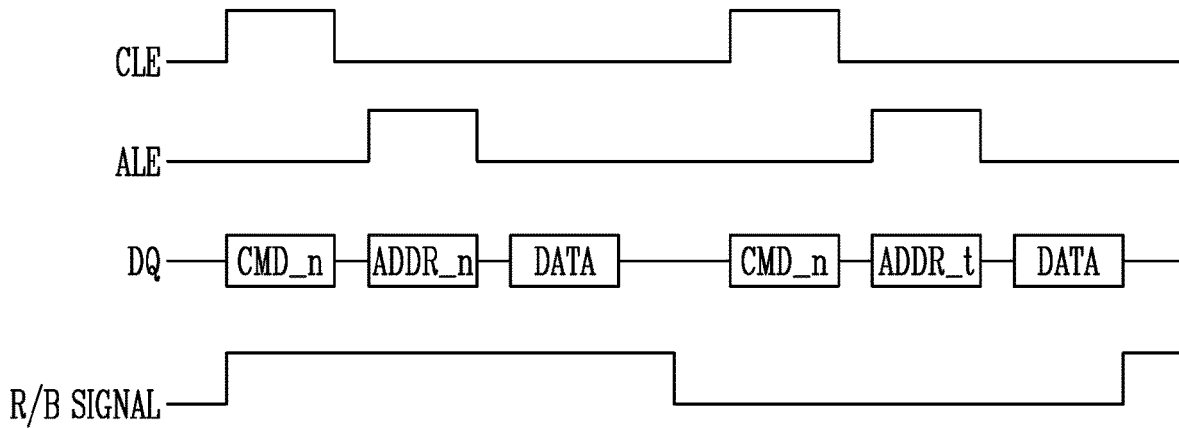 CLE
ALE
DQ CMD_n ADDR_n DATA CMD_n ADDR_t DATA
R/B SIGNAL